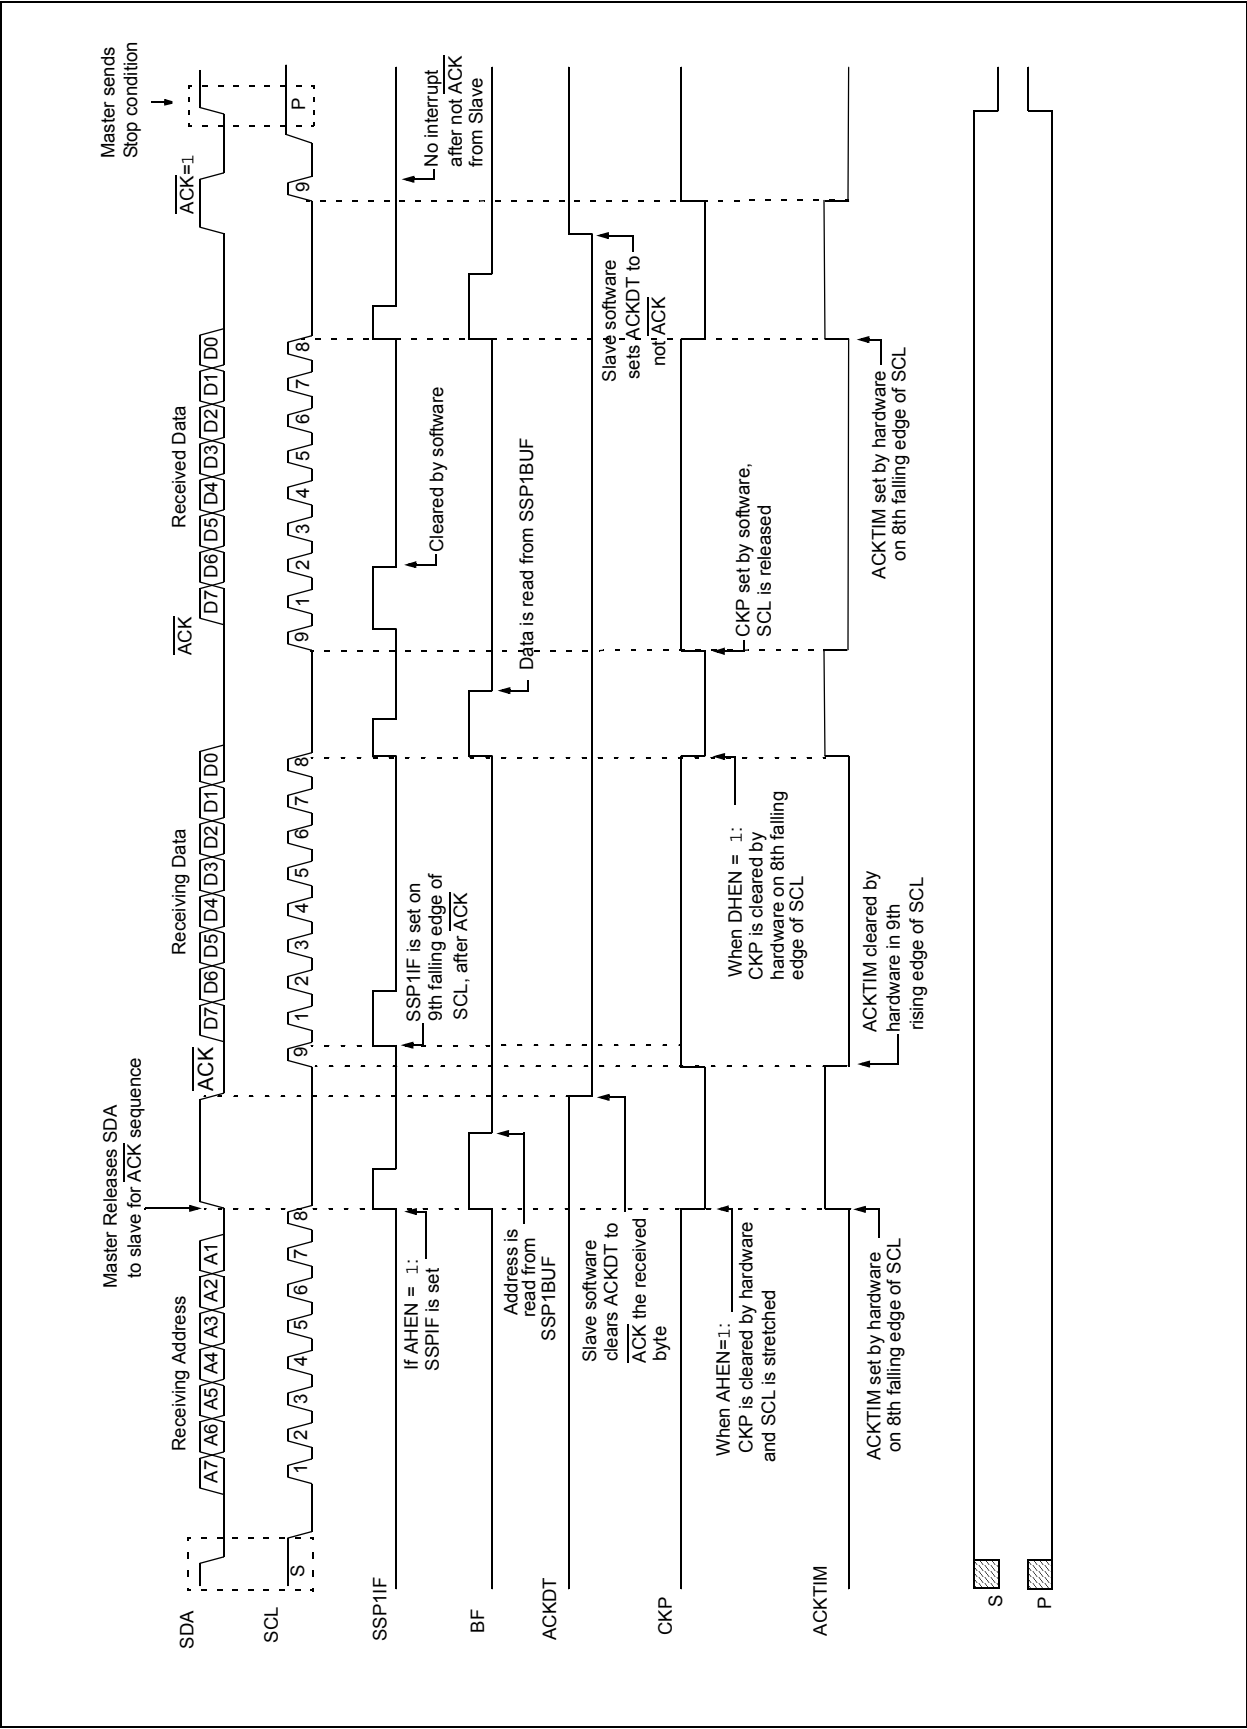 Master Releases SDA
to slave for ACK sequence
Master sends
Stop condition
Receiving Address
Receiving Data
Received Data
ACK
ACK
ACK=1
SDA
A7 A6 A5 A4 A3 A2 A1
D7 D6 D5 D4 D3 D2 D1 D0
D7 D6 D5 D4 D3 D2 D1 D0
SCL
S 1 2 3 4 5 6 7 8 9 1 2 3 4 5 6 7 8 9 1 2 3 4 5 6 7 8 9 P
SSP1IF
If AHEN = 1:
SSPIF is set
SSP1IF is set on
9th falling edge of
SCL, after ACK
Cleared by software
No interrupt
after not ACK
from Slave
BF
Address is
read from
SSP1BUF
Data is read from SSP1BUF
ACKDT
Slave software
clears ACKDT to
ACK the received
byte
Slave software
sets ACKDT to
not ACK
CKP
When AHEN=1:
CKP is cleared by hardware
and SCL is stretched
When DHEN = 1:
CKP is cleared by
hardware on 8th falling
edge of SCL
CKP set by software,
SCL is released
ACKTIM
ACKTIM set by hardware
on 8th falling edge of SCL
ACKTIM cleared by
hardware in 9th
rising edge of SCL
ACKTIM set by hardware
on 8th falling edge of SCL
S
P